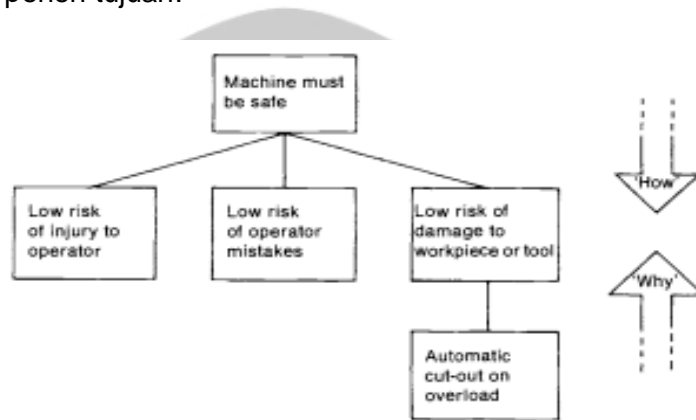 pohon tujuan.
Machine must
be safe
Low risk
of injury to
operator
Low risk
of operator
mistakes
Low risk of
damage to
workpiece or tool
Automatic
cut-out on
overload
'How'
'Why'